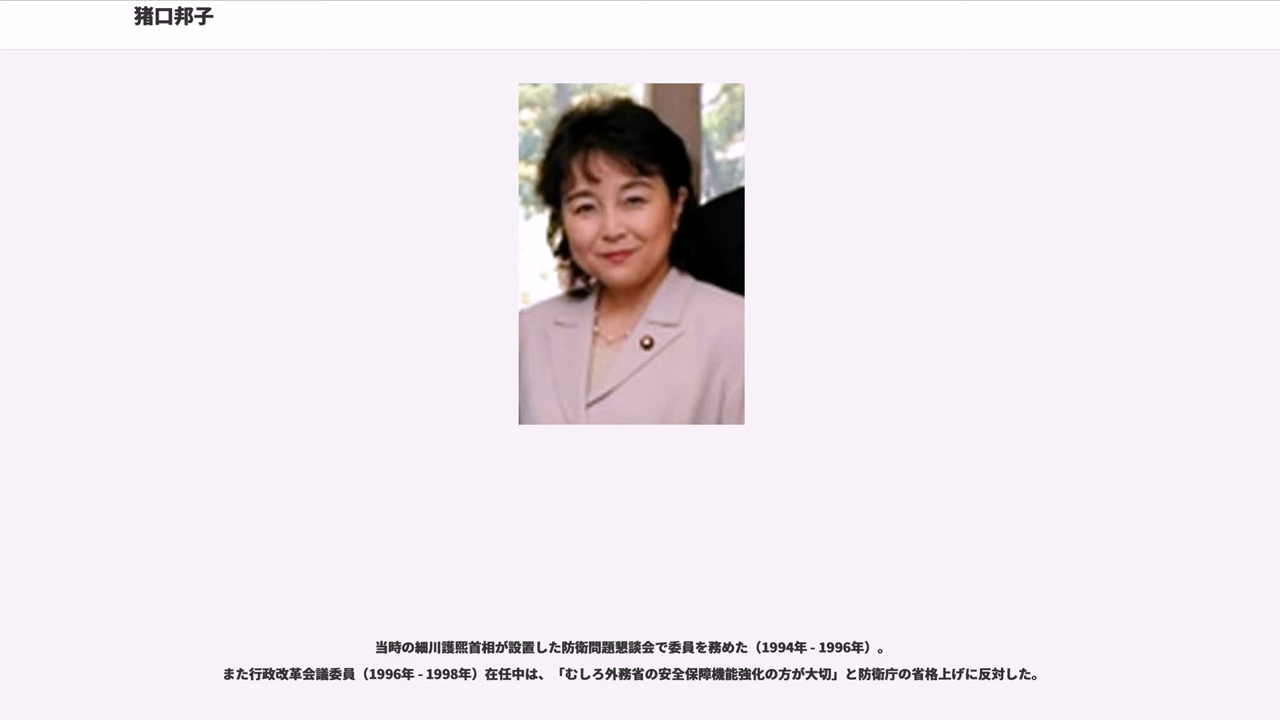 猪口邦子
当時の細川護熙首相が設置した防衛問題懇談会で委員を務めた（1994年 - 1996年）。
また行政改革会議委員（1996年 - 1998年）在任中は、「むしろ外務省の安全保障機能強化の方が大切」と防衛庁の省格上げに反対した。